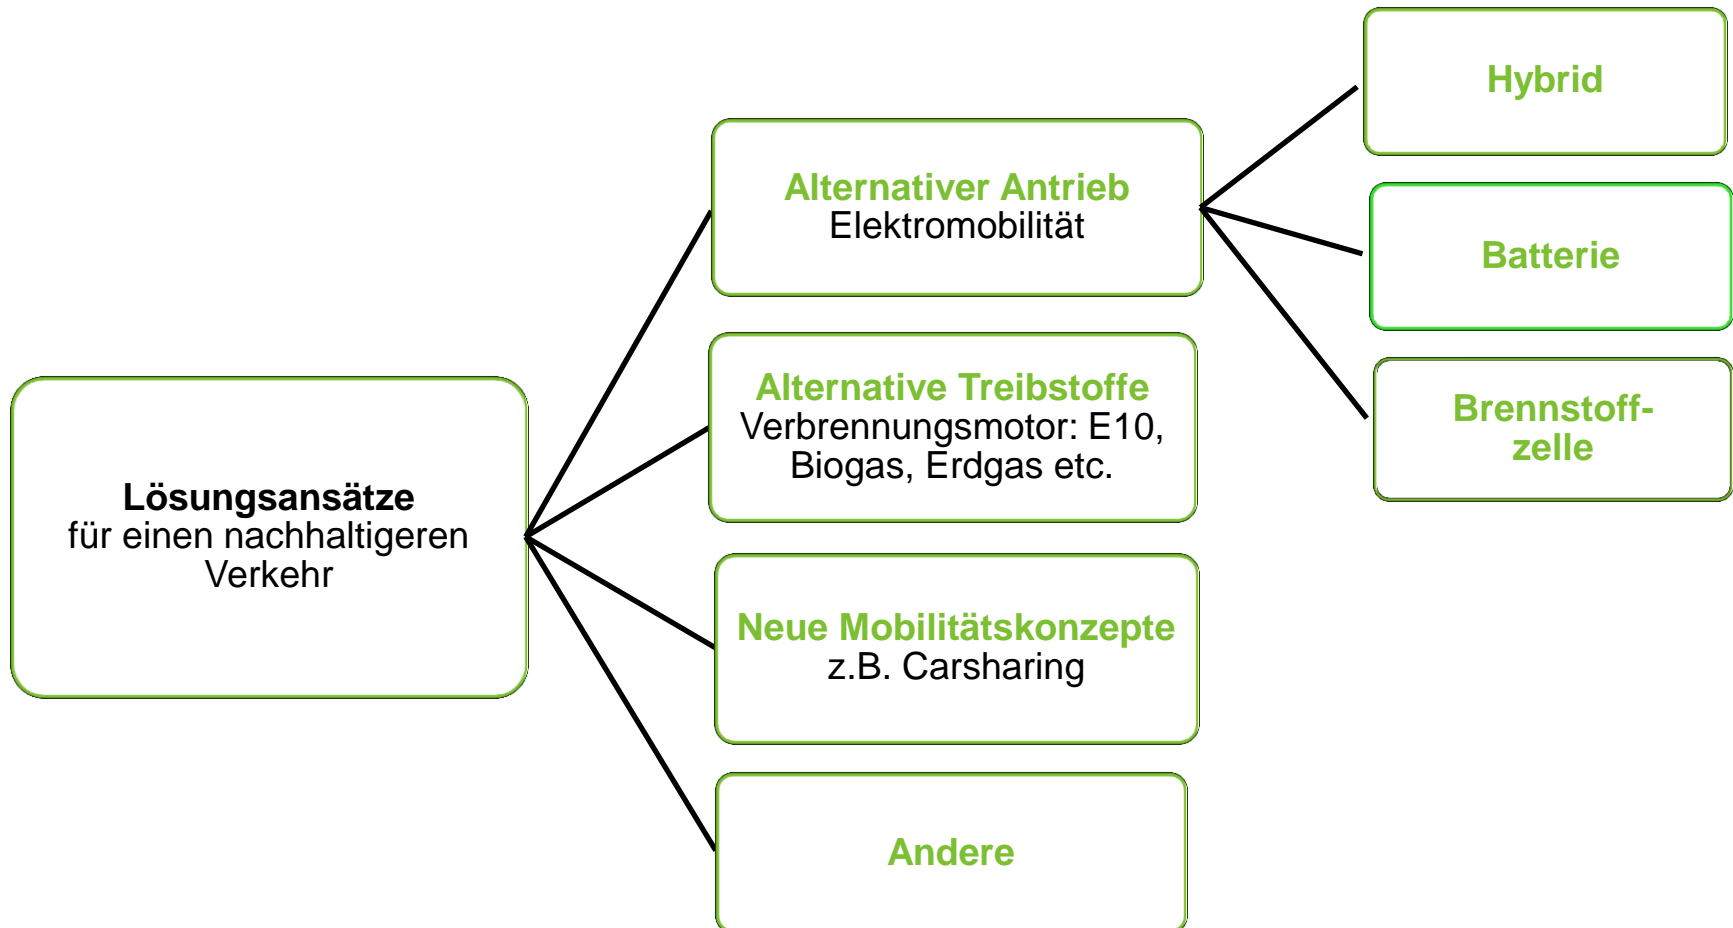 Lösungsansätze
für einen nachhaltigeren
Verkehr
Alternativer Antrieb
Elektromobilität
Alternative Treibstoffe
Verbrennungsmotor: E10,
Biogas, Erdgas etc.
Neue Mobilitätskonzepte
z.B. Carsharing
Andere
Hybrid
Batterie
Brennstoff-
zelle